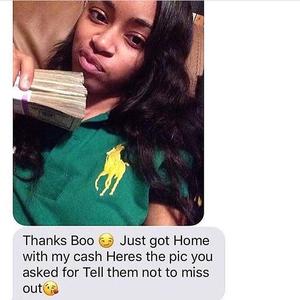 Thanks Boo 😏 Just got Home
with my cash Heres the pic you
asked for Tell them not to miss
out😘